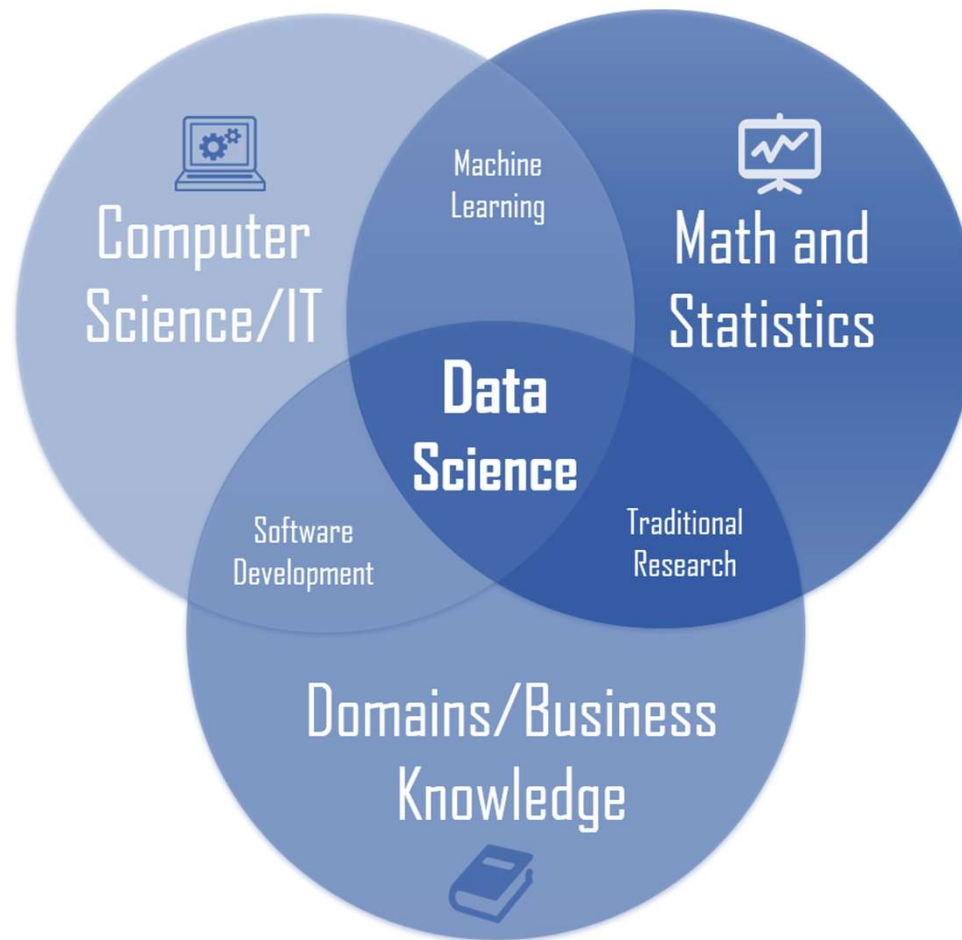 Machine
Learning
Computer
Science/IT
Math and
Statistics
Data
Science
Software
Development
Traditional
Research
Domains/Business
Knowledge